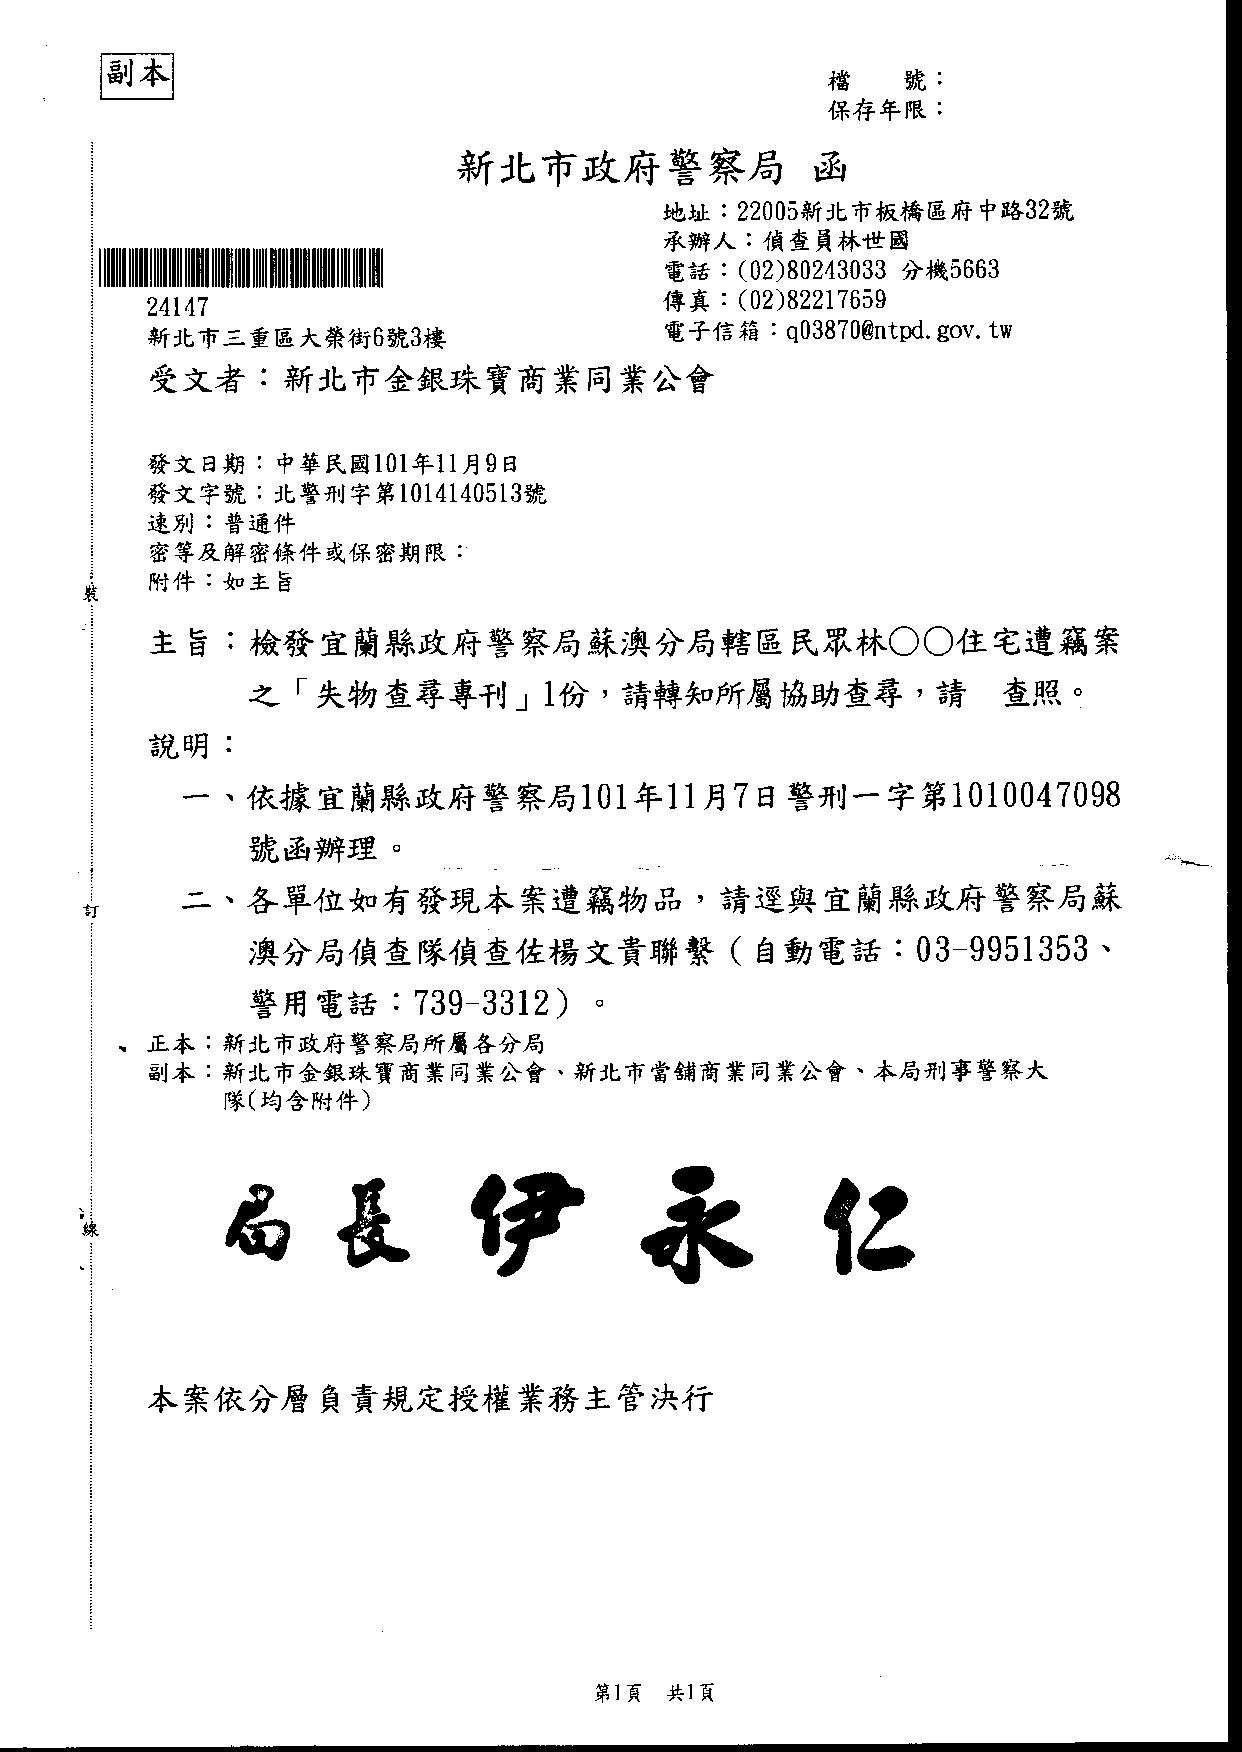 副本
檔　　號：
保存年限：
新北市政府警察局　函
地址：22005新北市板橋區府中路32號
承辦人：偵查員林世國
電話：(02)80243033 分機5663
傳真：(02)82217659
電子信箱：q03870@ntpd.gov.tw
24147
新北市三重區大榮街6號3樓
受文者：新北市金銀珠寶商業同業公會
發文日期：中華民國101年11月9日
發文字號：北警刑字第1014140513號
速別：普通件
密等及解密條件或保密期限：
附件：如主旨
主旨：檢發宜蘭縣政府警察局蘇澳分局轄區民眾林○○住宅遭竊案
之「失物查尋專刊」1份，請轉知所屬協助查尋，請　查照。
說明：
一、依據宜蘭縣政府警察局101年11月7日警刑一字第1010047098
號函辦理。
二、各單位如有發現本案遭竊物品，請逕與宜蘭縣政府警察局蘇
澳分局偵查隊偵查佐楊文貴聯繫（自動電話：03-9951353、
警用電話：739-3312）。
正本：新北市政府警察局所屬各分局
副本：新北市金銀珠寶商業同業公會、新北市當舖商業同業公會、本局刑事警察大
隊(均含附件)
局長 伊永仁
本案依分層負責規定授權業務主管決行
裝
訂
線
第1頁　共1頁